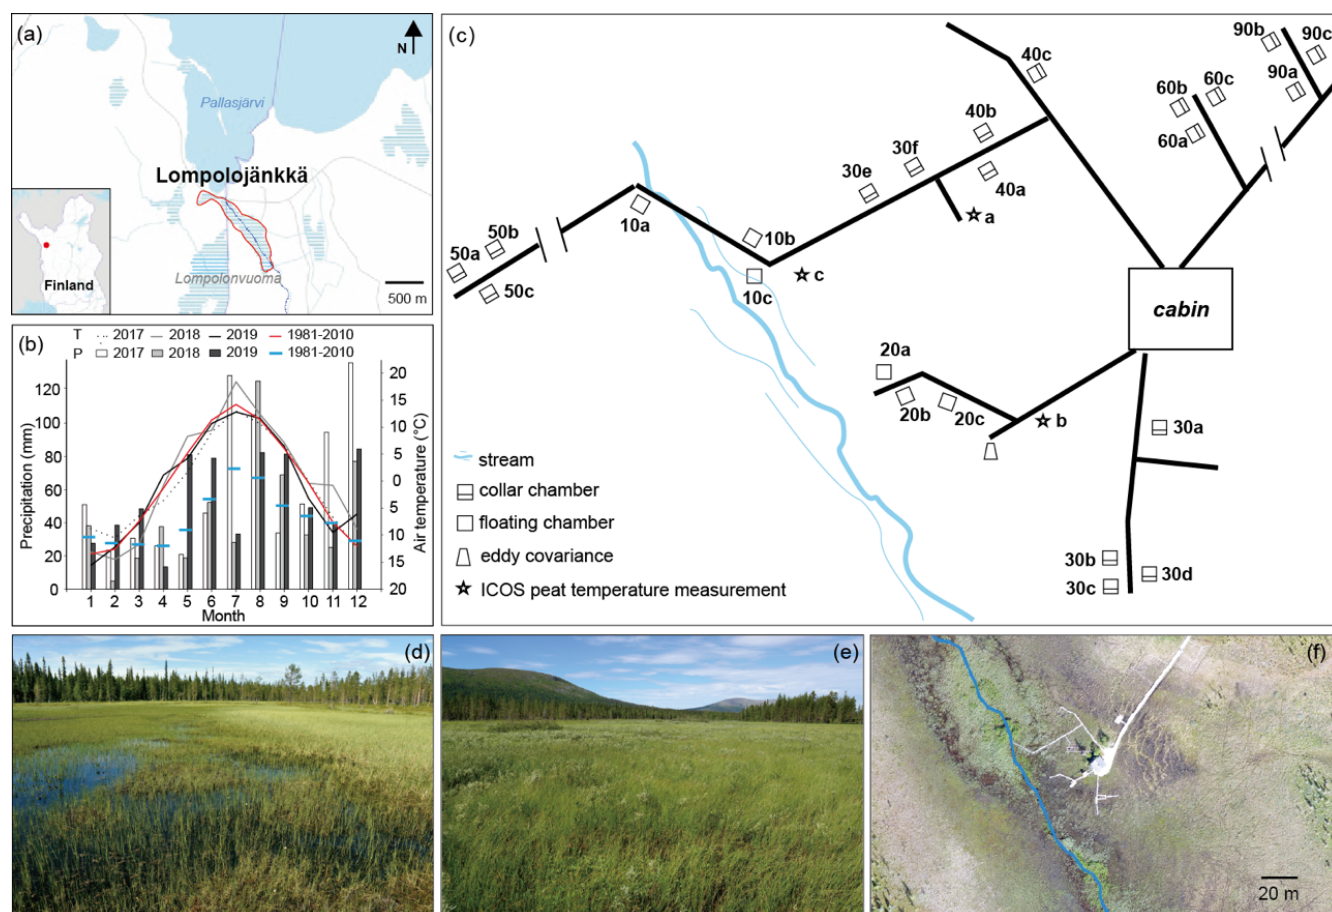 (a)
N
Pallasjärvi
Lompolojänkkä
Lompolonvuoma
Finland
500 m
(b)
T 2017 2018 2019 1981-2010
P 2017 2018 2019 1981-2010
Precipitation (mm)
120
100
80
60
40
20
0
20
15
10
5
0
5
10
15
20
Air temperature (°C)
1 2 3 4 5 6 7 8 9 10 11 12
Month
(c)
40c
90b
90c
90a
60b
60c
60a
40b
30f
30e
40a
a
10a
10b
c
10c
50b
50a
50c
cabin
20a
20b
20c
b
30a
30b
30c
30d
stream
collar chamber
floating chamber
eddy covariance
ICOS peat temperature measurement
(d)
(e)
(f)
20 m